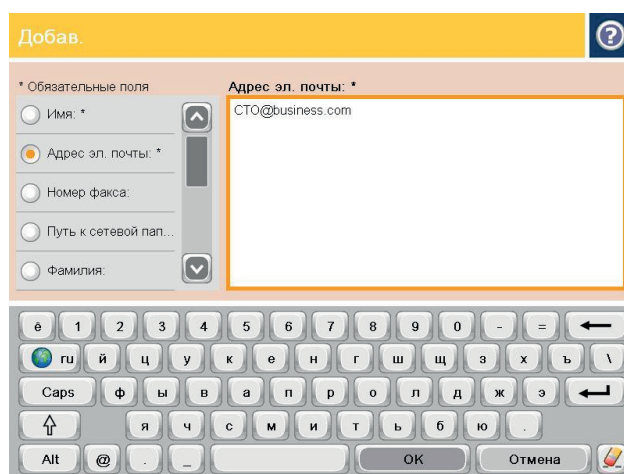 Добав.
* Обязательные поля
Адрес эл. почты: *
Имя: *
CTO@business.com
Адрес эл. почты: *
Номер факса:
Путь к сетевой пап...
Фамилия:
ё 1 2 3 4 5 6 7 8 9 0 - =
ru й ц у к е н г ш щ з х ъ \
Caps ф ы в а п р о л д ж э
я ч с м и т ь б ю .
Alt @ . _ OK Отмена